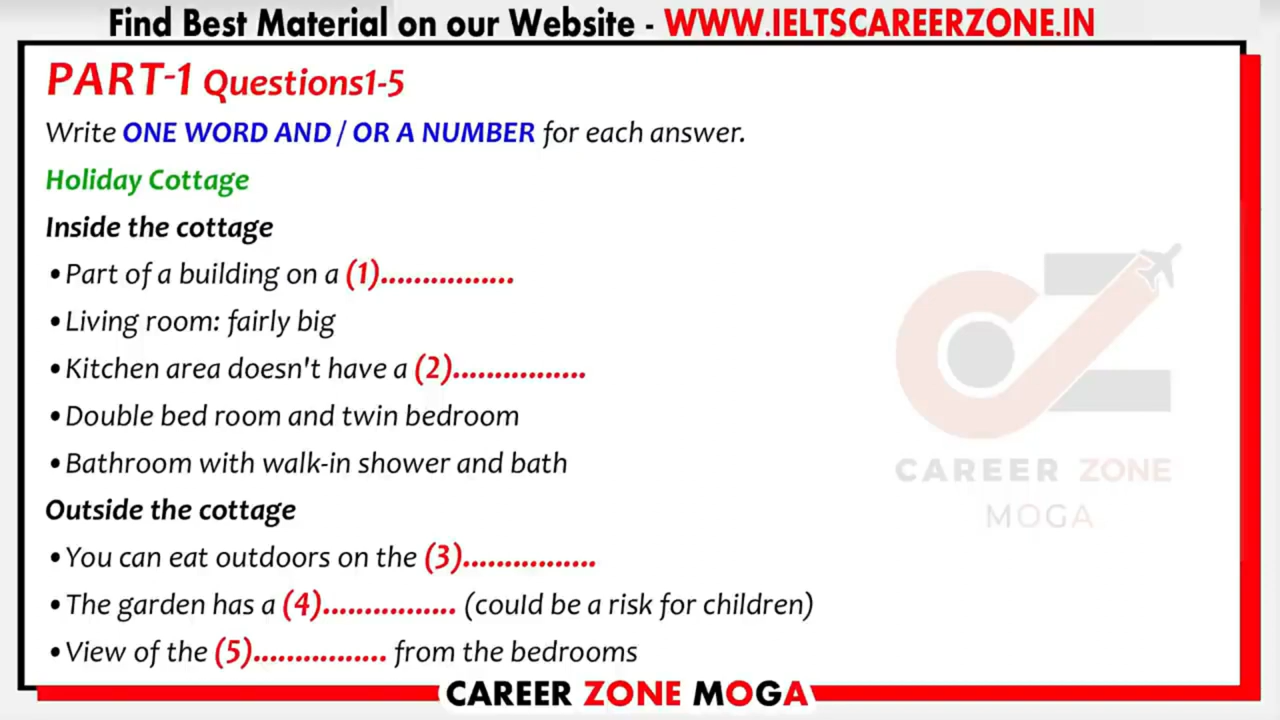 Find Best Material on our Website - WWW.IELTSCAREERZONE.IN
PART-1 Questions1-5
Write ONE WORD AND / OR A NUMBER for each answer.
Holiday Cottage
Inside the cottage
•Part of a building on a (1)................
•Living room: fairly big
•Kitchen area doesn't have a (2)................
•Double bed room and twin bedroom
•Bathroom with walk-in shower and bath
Outside the cottage
•You can eat outdoors on the (3)................
•The garden has a (4)................ (could be a risk for children)
•View of the (5)................ from the bedrooms
CAREER ZONE
MOGA
CAREER ZONE MOGA